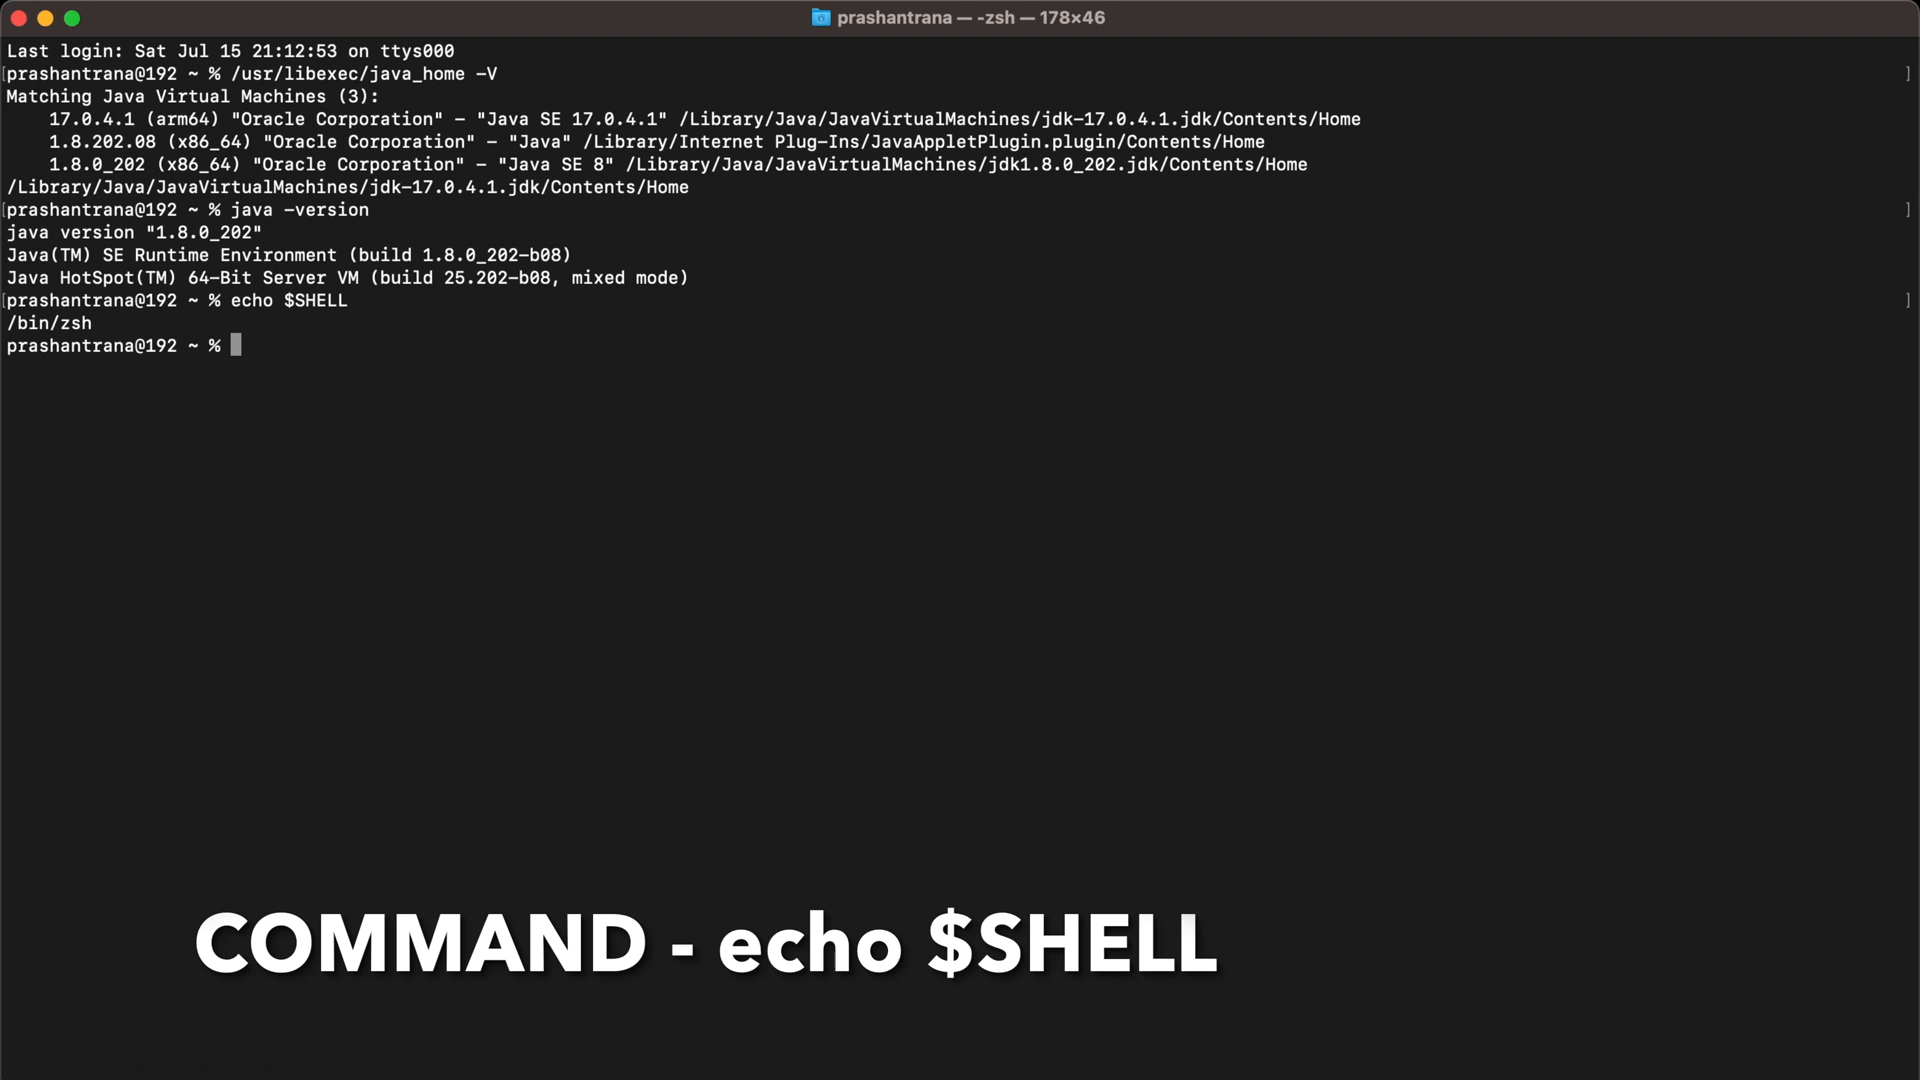 prashantrana — -zsh — 178×46
Last login: Sat Jul 15 21:12:53 on ttys000
[prashantrana@192 ~ % /usr/libexec/java_home -V ]
Matching Java Virtual Machines (3):
    17.0.4.1 (arm64) "Oracle Corporation" - "Java SE 17.0.4.1" /Library/Java/JavaVirtualMachines/jdk-17.0.4.1.jdk/Contents/Home
    1.8.202.08 (x86_64) "Oracle Corporation" - "Java" /Library/Internet Plug-Ins/JavaAppletPlugin.plugin/Contents/Home
    1.8.0_202 (x86_64) "Oracle Corporation" - "Java SE 8" /Library/Java/JavaVirtualMachines/jdk1.8.0_202.jdk/Contents/Home
/Library/Java/JavaVirtualMachines/jdk-17.0.4.1.jdk/Contents/Home
[prashantrana@192 ~ % java -version ]
java version "1.8.0_202"
Java(TM) SE Runtime Environment (build 1.8.0_202-b08)
Java HotSpot(TM) 64-Bit Server VM (build 25.202-b08, mixed mode)
[prashantrana@192 ~ % echo $SHELL ]
/bin/zsh
prashantrana@192 ~ %
COMMAND - echo $SHELL